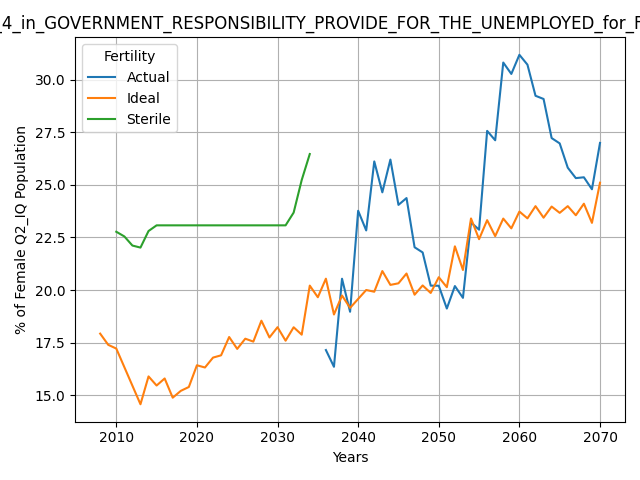 _4_in_GOVERNMENT_RESPONSIBILITY_PROVIDE_FOR_THE_UNEMPLOYED_for_F
Fertility
Actual
Ideal
Sterile
% of Female Q2_IQ Population
30.0
27.5
25.0
22.5
20.0
17.5
15.0
2010 2020 2030 2040 2050 2060 2070
Years